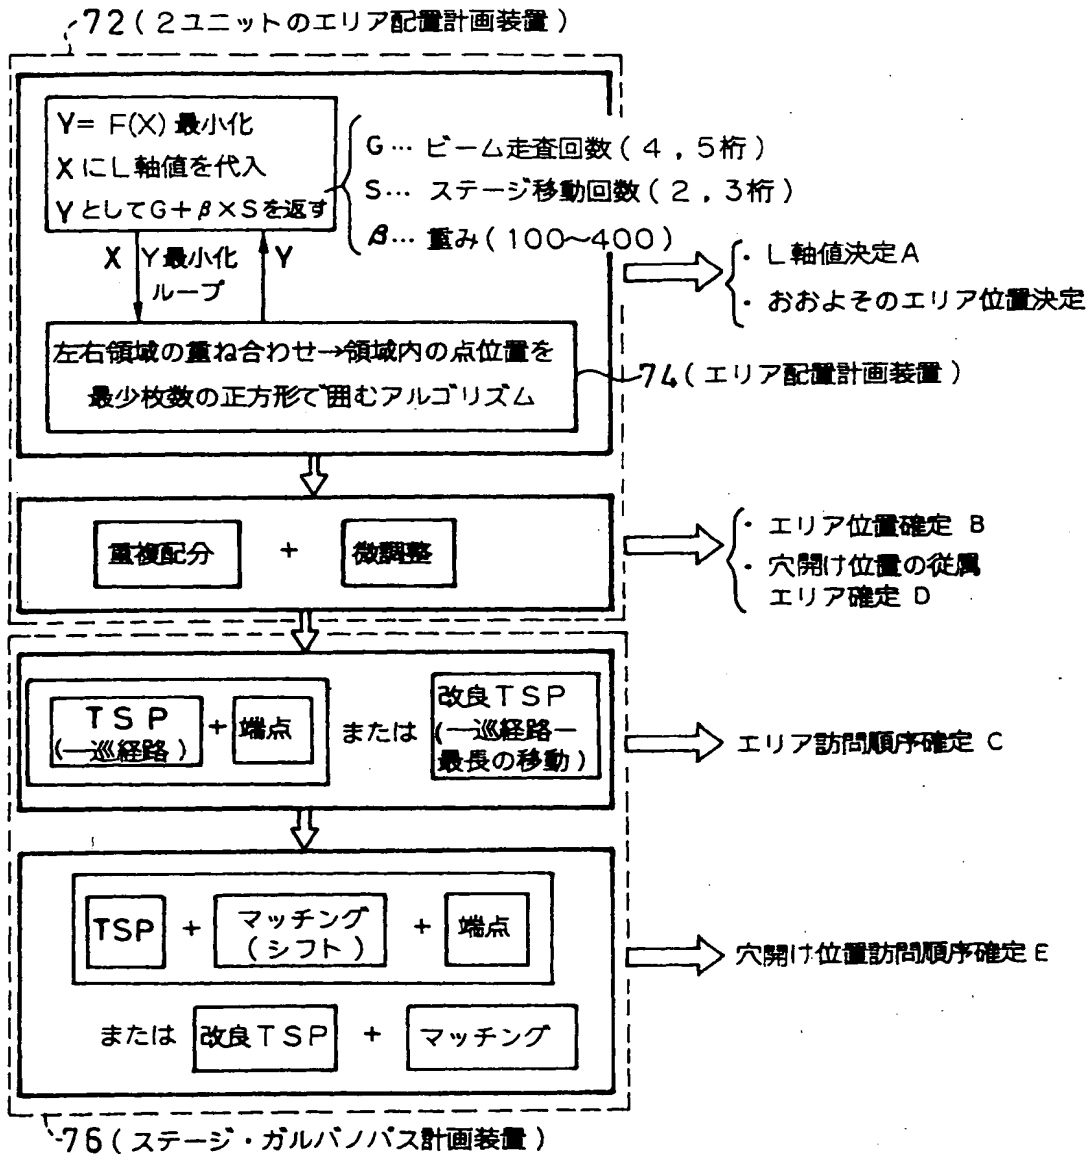 72(2ユニットのエリア配置計画装置)
Y= F(X) 最小化
XにL軸値を代入
YとしてG+β×Sを返す
G… ビーム走査回数(4,5桁)
S… ステージ移動回数(2,3桁)
β… 重み(100~400)
X
Y最小化
ループ
Y
・L軸値決定A
・おおよそのエリア位置決定
左右領域の重ね合わせ→領域内の点位置を
最少枚数の正方形で囲むアルゴリズム
74(エリア配置計画装置)
重複配分 + 微調整
・エリア位置確定 B
・穴開け位置の従属
エリア確定 D
TSP
(一巡経路)
+ 端点
または
改良TSP
(一巡経路−
最長の移動)
エリア訪問順序確定 C
TSP + マッチング
(シフト)
+ 端点
または 改良TSP + マッチング
穴開け位置訪問順序確定 E
76(ステージ・ガルバノパス計画装置)